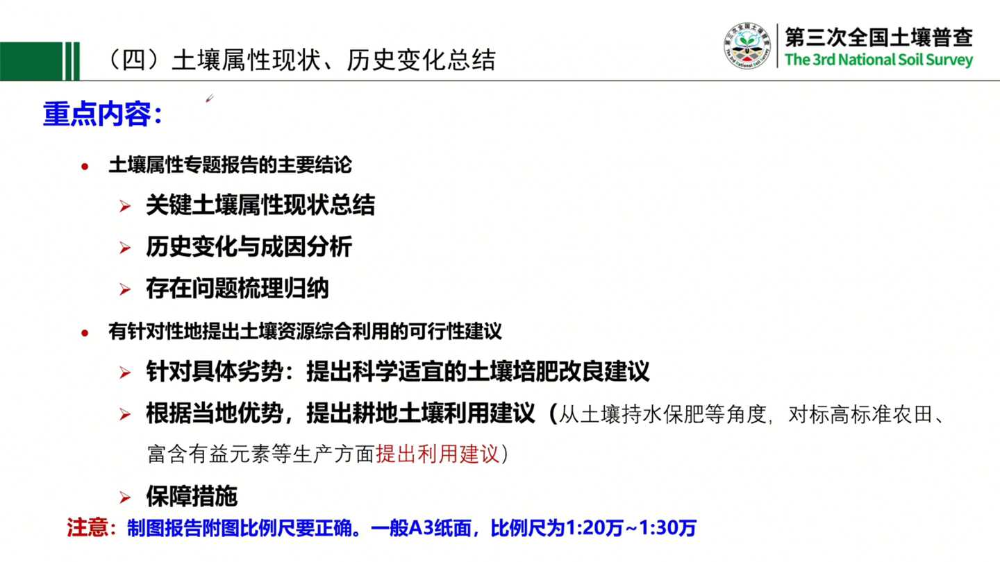 （四）土壤属性现状、历史变化总结
第三次全国土壤普查
The 3rd National Soil Survey
重点内容：
土壤属性专题报告的主要结论
关键土壤属性现状总结
历史变化与成因分析
存在问题梳理归纳
有针对性地提出土壤资源综合利用的可行性建议
针对具体劣势：提出科学适宜的土壤培肥改良建议
根据当地优势，提出耕地土壤利用建议（从土壤持水保肥等角度，对标高标准农田、
富含有益元素等生产方面提出利用建议）
保障措施
注意：制图报告附图比例尺要正确。一般A3纸面，比例尺为1:20万~1:30万